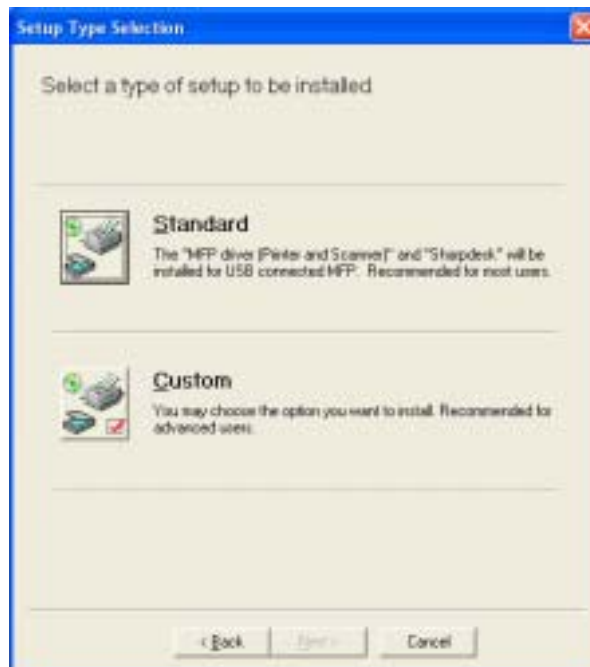 Setup Type Selection
Select a type of setup to be installed.
Standard
The "MFP driver (Printer and Scanner)" and "Sharpdesk" will be
installed for USB connected MFP. Recommended for most users.
Custom
You may choose the option you want to install. Recommended for
advanced users.
< Back
Next >
Cancel